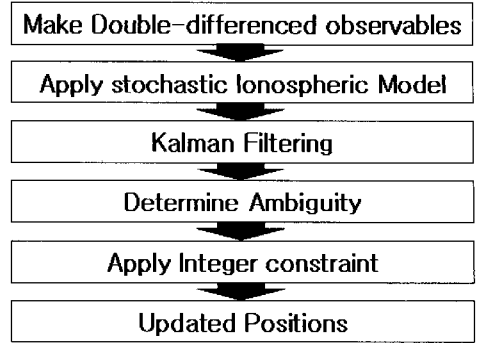 Make Double-differenced observables
Apply stochastic Ionospheric Model
Kalman Filtering
Determine Ambiguity
Apply Integer constraint
Updated Positions